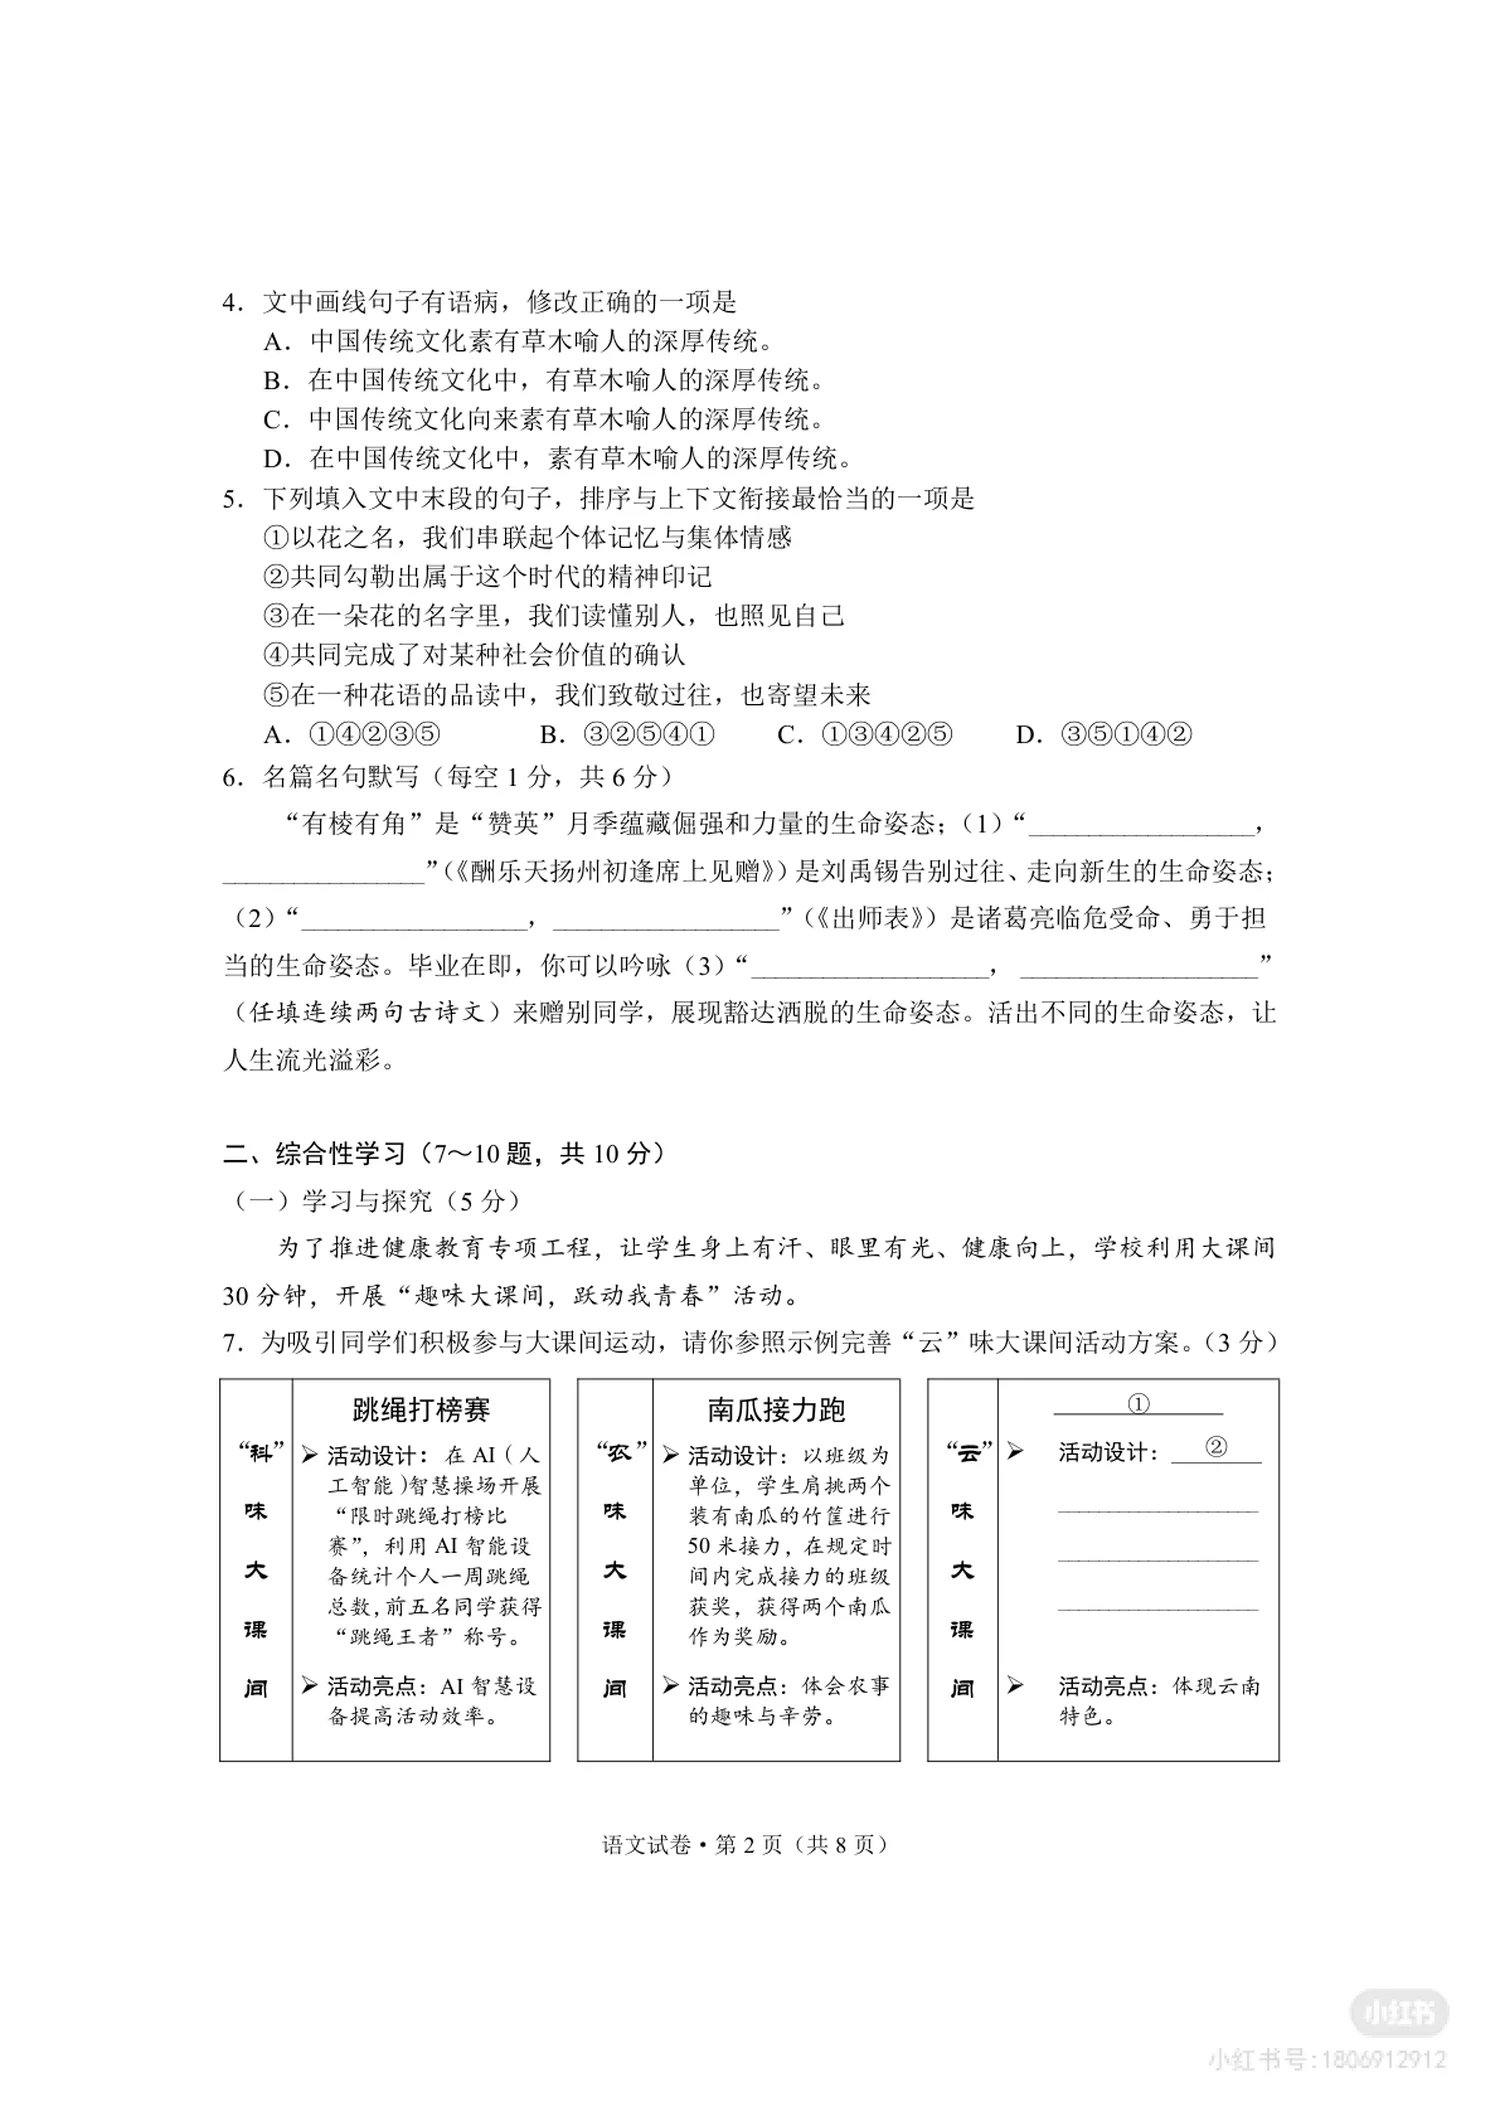 4．文中画线句子有语病，修改正确的一项是
A．中国传统文化素有草木喻人的深厚传统。
B．在中国传统文化中，有草木喻人的深厚传统。
C．中国传统文化向来素有草木喻人的深厚传统。
D．在中国传统文化中，素有草木喻人的深厚传统。
5．下列填入文中末段的句子，排序与上下文衔接最恰当的一项是
①以花之名，我们串联起个体记忆与集体情感
②共同勾勒出属于这个时代的精神印记
③在一朵花的名字里，我们读懂别人，也照见自己
④共同完成了对某种社会价值的确认
⑤在一种花语的品读中，我们致敬过往，也寄望未来
A．①④②③⑤ B．③②⑤④① C．①③④②⑤ D．③⑤①④②
6．名篇名句默写（每空 1 分，共 6 分）
“有棱有角”是“赞英”月季蕴藏倔强和力量的生命姿态；（1）“__________________，
________________”（《酬乐天扬州初逢席上见赠》）是刘禹锡告别过往、走向新生的生命姿态；
（2）“__________________，__________________”（《出师表》）是诸葛亮临危受命、勇于担
当的生命姿态。毕业在即，你可以吟咏（3）“___________________， ___________________”
（任填连续两句古诗文）来赠别同学，展现豁达洒脱的生命姿态。活出不同的生命姿态，让
人生流光溢彩。
二、综合性学习（7～10 题，共 10 分）
（一）学习与探究（5 分）
为了推进健康教育专项工程，让学生身上有汗、眼里有光、健康向上，学校利用大课间
30 分钟，开展“趣味大课间，跃动我青春”活动。
7．为吸引同学们积极参与大课间运动，请你参照示例完善“云”味大课间活动方案。（3 分）
“科”
味
大
课
间
跳绳打榜赛
➢ 活动设计：在 AI（人
工智能）智慧操场开展
“限时跳绳打榜比
赛”，利用 AI 智能设
备统计个人一周跳绳
总数，前五名同学获得
“跳绳王者”称号。
➢ 活动亮点：AI 智慧设
备提高活动效率。
“农”
味
大
课
间
南瓜接力跑
➢ 活动设计：以班级为
单位，学生肩挑两个
装有南瓜的竹筐进行
50 米接力，在规定时
间内完成接力的班级
获奖，获得两个南瓜
作为奖励。
➢ 活动亮点：体会农事
的趣味与辛劳。
“云”
味
大
课
间
①
➢ 活动设计：②
➢ 活动亮点：体现云南
特色。
语文试卷·第 2 页（共 8 页）
小红书
小红书号:1806912912